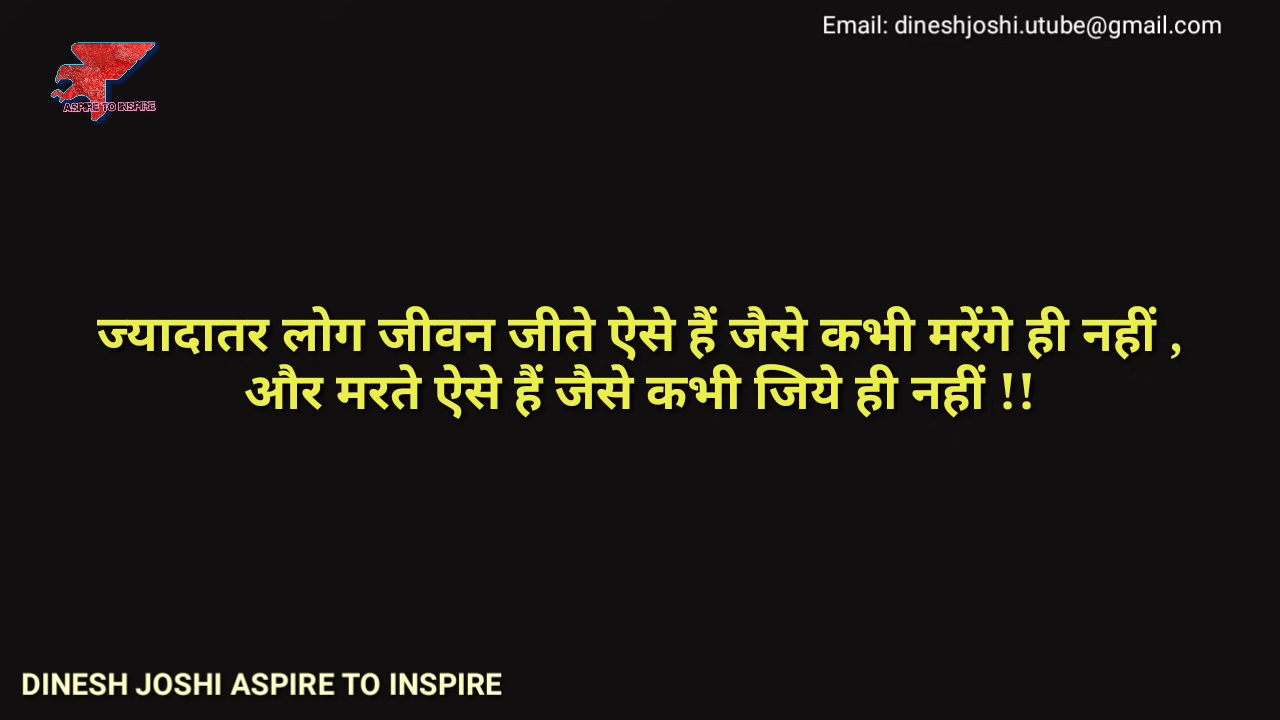 Email: dineshjoshi.utube@gmail.com
ASPIRE TO INSPIRE
ज्यादातर लोग जीवन जीते ऐसे हैं जैसे कभी मरेंगे ही नहीं ,
और मरते ऐसे हैं जैसे कभी जिये ही नहीं !!
DINESH JOSHI ASPIRE TO INSPIRE